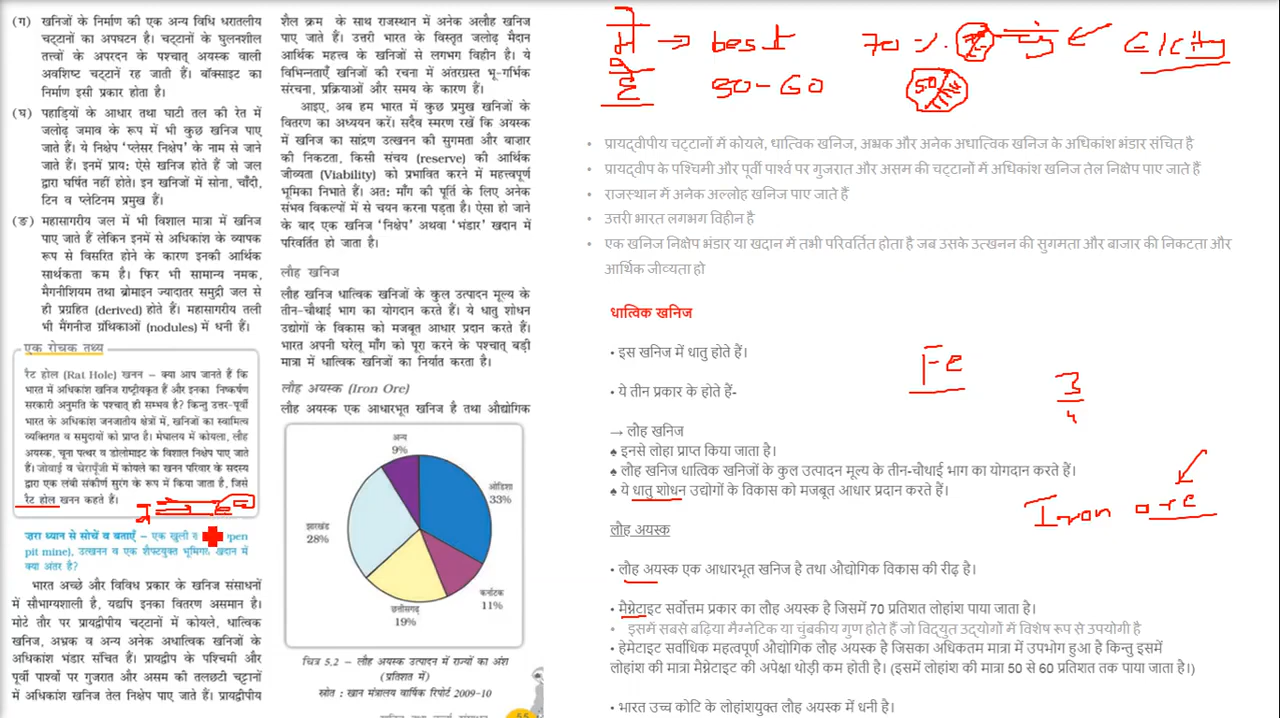 (ग) खनिजों के निर्माण की एक अन्य विधि धरातलीय
चट्टानों का अपघटन है। चट्टानों के घुलनशील
तत्त्वों के अपरदन के पश्चात् अयस्क वाली
अवशिष्ट चट्टानें रह जाती हैं। बॉक्साइट का
निर्माण इसी प्रकार होता है।
(घ) पहाड़ियों के आधार तथा घाटी तल की रेत में
जलोढ़ जमाव के रूप में भी कुछ खनिज पाए
जाते हैं। ये निक्षेप 'प्लेसर निक्षेप' के नाम से जाने
जाते हैं। इनमें प्राय: ऐसे खनिज होते हैं जो जल
द्वारा घर्षित नहीं होते। इन खनिजों में सोना, चाँदी,
टिन व प्लेटिनम प्रमुख हैं।
(ङ) महासागरीय जल में भी विशाल मात्रा में खनिज
पाए जाते हैं लेकिन इनमें से अधिकांश के व्यापक
रूप से विसरित होने के कारण इनकी आर्थिक
सार्थकता कम है। फिर भी सामान्य नमक,
मैगनीशियम तथा ब्रोमाइन ज्यादातर समुद्री जल से
ही प्रग्रहित (derived) होते हैं। महासागरीय तली
भी मैंगनीज ग्रंथिकाओं (nodules) में धनी हैं।
एक रोचक तथ्य
रैट होल (Rat Hole) खनन – क्या आप जानते हैं कि
भारत में अधिकांश खनिज राष्ट्रीयकृत हैं और इनका निष्कर्षण
सरकारी अनुमति के पश्चात् ही सम्भव है? किन्तु उत्तर-पूर्वी
भारत के अधिकांश जनजातीय क्षेत्रों में, खनिजों का स्वामित्व
व्यक्तिगत व समुदायों को प्राप्त है। मेघालय में कोयला, लौह
अयस्क, चूना पत्थर व डोलोमाइट के विशाल निक्षेप पाए जाते
हैं। जोवाई व चेरापूँजी में कोयले का खनन परिवार के सदस्य
द्वारा एक लंबी संकीर्ण सुरंग के रूप में किया जाता है, जिसे
रैट होल खनन कहते हैं।
ज़रा ध्यान से सोचें व बताएँ – एक खुली pen
pit mine), उत्खनन व एक शैफ्टयुक्त भूमिगत खदान में
क्या अंतर है?
भारत अच्छे और विविध प्रकार के खनिज संसाधनों
में सौभाग्यशाली है, यद्यपि इनका वितरण असमान है।
मोटे तौर पर प्रायद्वीपीय चट्टानों में कोयले, धात्विक
खनिज, अभ्रक व अन्य अनेक अधात्विक खनिजों के
अधिकांश भंडार संचित हैं। प्रायद्वीप के पश्चिमी और
पूर्वी पार्श्वों पर गुजरात और असम की तलछटी चट्टानों
में अधिकांश खनिज तेल निक्षेप पाए जाते हैं। प्रायद्वीपीय
शैल क्रम के साथ राजस्थान में अनेक अलौह खनिज
पाए जाते हैं। उत्तरी भारत के विस्तृत जलोढ़ मैदान
आर्थिक महत्त्व के खनिजों से लगभग विहीन है। ये
विभिन्नताएँ खनिजों की रचना में अंतरग्रस्त भू-गर्भिक
संरचना, प्रक्रियाओं और समय के कारण हैं।
आइए, अब हम भारत में कुछ प्रमुख खनिजों के
वितरण का अध्ययन करें। सदैव स्मरण रखें कि अयस्क
में खनिज का सांद्रण उत्खनन की सुगमता और बाज़ार
की निकटता, किसी संचय (reserve) की आर्थिक
जीव्यता (Viability) को प्रभावित करने में महत्त्वपूर्ण
भूमिका निभाते हैं। अत: माँग की पूर्ति के लिए अनेक
संभव विकल्पों में से चयन करना पड़ता है। ऐसा हो जाने
के बाद एक खनिज 'निक्षेप' अथवा 'भंडार' खदान में
परिवर्तित हो जाता है।
लौह खनिज
लौह खनिज धात्विक खनिजों के कुल उत्पादन मूल्य के
तीन-चौथाई भाग का योगदान करते हैं। ये धातु शोधन
उद्योगों के विकास को मजबूत आधार प्रदान करते हैं।
भारत अपनी घरेलू माँग को पूरा करने के पश्चात् बड़ी
मात्रा में धात्विक खनिजों का निर्यात करता है।
लौह अयस्क (Iron Ore)
लौह अयस्क एक आधारभूत खनिज है तथा औद्योगिक
अन्य
9%
ओडिशा
33%
झारखंड
28%
कर्नाटक
11%
छत्तीसगढ़
19%
चित्र 5.2 – लौह अयस्क उत्पादन में राज्यों का अंश
(प्रतिशत में)
स्रोत : खान मंत्रालय वार्षिक रिपोर्ट 2009-10
55
मै → best 70 %
हे 50-60 50
• प्रायद्वीपीय चट्टानों में कोयले, धात्विक खनिज, अभ्रक और अनेक अधात्विक खनिज के अधिकांश भंडार संचित है
• प्रायद्वीप के पश्चिमी और पूर्वी पार्श्व पर गुजरात और असम की चट्टानों में अधिकांश खनिज तेल निक्षेप पाए जाते हैं
• राजस्थान में अनेक अल्लोह खनिज पाए जाते हैं
• उत्तरी भारत लगभग विहीन है
• एक खनिज निक्षेप भंडार या खदान में तभी परिवर्तित होता है जब उसके उत्खनन की सुगमता और बाजार की निकटता और
आर्थिक जीव्यता हो
धात्विक खनिज
• इस खनिज में धातु होते हैं।
Fe
• ये तीन प्रकार के होते हैं-
3
4
→ लौह खनिज
♠ इनसे लोहा प्राप्त किया जाता है।
♠ लौह खनिज धात्विक खनिजों के कुल उत्पादन मूल्य के तीन-चौथाई भाग का योगदान करते हैं।
♠ ये धातु शोधन उद्योगों के विकास को मजबूत आधार प्रदान करते हैं।
Iron ore
लौह अयस्क
• लौह अयस्क एक आधारभूत खनिज है तथा औद्योगिक विकास की रीढ़ है।
• मैग्नेटाइट सर्वोत्तम प्रकार का लौह अयस्क है जिसमें 70 प्रतिशत लोहांश पाया जाता है।
• इसमें सबसे बढ़िया मैग्नेटिक या चुंबकीय गुण होते हैं जो विद्युत उद्योगों में विशेष रूप से उपयोगी है
• हेमेटाइट सर्वाधिक महत्वपूर्ण औद्योगिक लौह अयस्क है जिसका अधिकतम मात्रा में उपभोग हुआ है किन्तु इसमें
लोहांश की मात्रा मैग्नेटाइट की अपेक्षा थोड़ी कम होती है। (इसमें लोहांश की मात्रा 50 से 60 प्रतिशत तक पाया जाता है।)
• भारत उच्च कोटि के लोहांशयुक्त लौह अयस्क में धनी है।